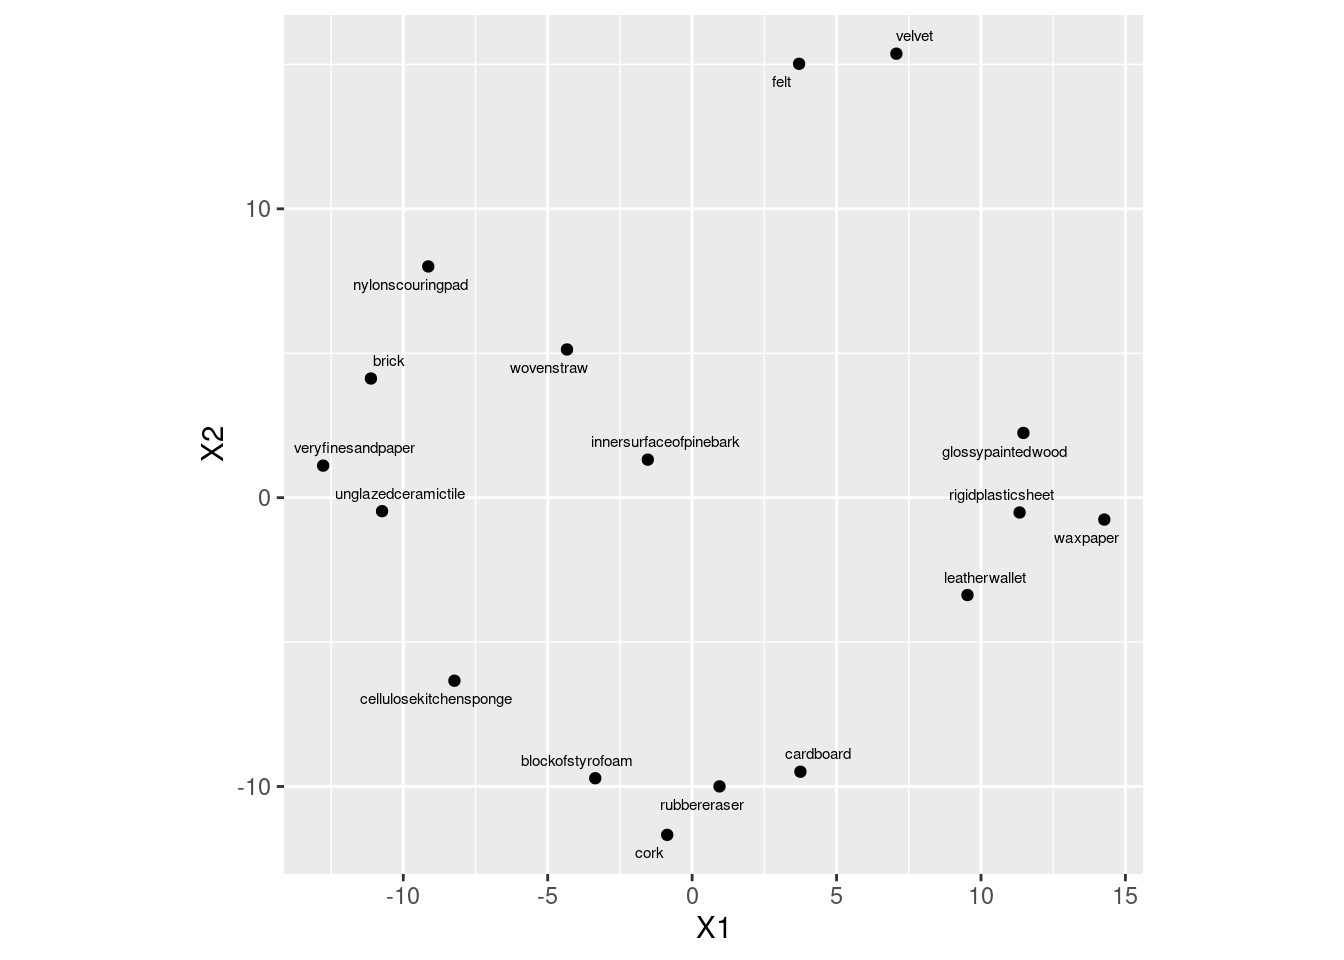 velvet
felt
10
nylonscouringpad
brick
wovenstraw
X2
veryfinesandpaper
innersurfaceofpinebark
glossypaintedwood
0
unglazedceramictile
rigidplasticsheet
waxpaper
leatherwallet
cellulosekitchensponge
blockofstyrofoam
cardboard
-10
rubbereraser
cork
-10 -5 0 5 10 15
X1